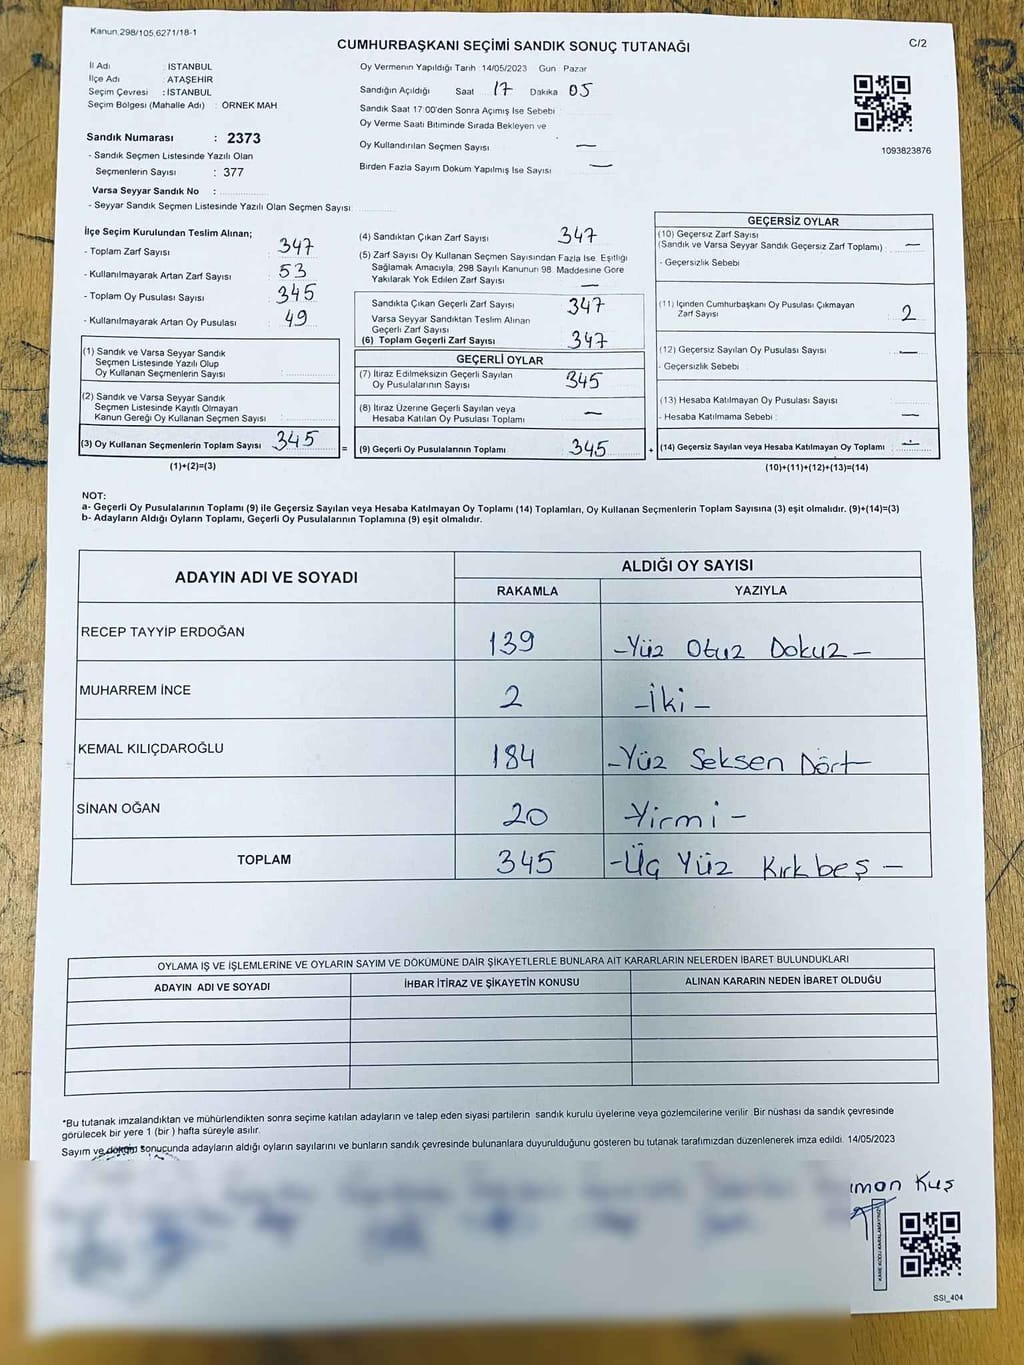 Kanun.298/105,6271/18-1
CUMHURBAŞKANI SEÇİMİ SANDIK SONUÇ TUTANAĞI
C/2
İl Adı : ISTANBUL
İlçe Adı : ATAŞEHİR
Seçim Çevresi : İSTANBUL
Seçim Bölgesi (Mahalle Adı) : ÖRNEK MAH
Sandık Numarası : 2373
- Sandık Seçmen Listesinde Yazılı Olan
Seçmenlerin Sayısı : 377
Varsa Seyyar Sandık No :
- Seyyar Sandık Seçmen Listesinde Yazılı Olan Seçmen Sayısı:
Oy Vermenin Yapıldığı Tarih :14/05/2023 Gün : Pazar
Sandığın Açıldığı Saat 17 Dakika 05
Sandık Saat 17:00'den Sonra Açımış İse Sebebi :
Oy Verme Saati Bitiminde Sırada Bekleyen ve
Oy Kullandırılan Seçmen Sayısı —
Birden Fazla Sayım Döküm Yapılmış İse Sayısı —
1093823876
İlçe Seçim Kurulundan Teslim Alınan;
- Toplam Zarf Sayısı : 347
- Kullanılmayarak Artan Zarf Sayısı : 53
- Toplam Oy Pusulası Sayısı : 345
- Kullanılmayarak Artan Oy Pusulası : 49
(1) Sandık ve Varsa Seyyar Sandık
Seçmen Listesinde Yazılı Olup
Oy Kullanan Seçmenlerin Sayısı :
(2) Sandık ve Varsa Seyyar Sandık
Seçmen Listesinde Kayıtlı Olmayan
Kanun Gereği Oy Kullanan Seçmen Sayısı :
(3) Oy Kullanan Seçmenlerin Toplam Sayısı 345 =
(1)+(2)=(3)
(4) Sandıktan Çıkan Zarf Sayısı : 347
(5) Zarf Sayısı Oy Kullanan Seçmen Sayısından Fazla İse. Eşitliği
Sağlamak Amacıyla, 298 Sayılı Kanunun 98. Maddesine Göre
Yakılarak Yok Edilen Zarf Sayısı —
Sandıkta Çıkan Geçerli Zarf Sayısı : 347
Varsa Seyyar Sandıktan Teslim Alınan
Geçerli Zarf Sayısı
(6) Toplam Geçerli Zarf Sayısı : 347
GEÇERLİ OYLAR
(7) İtiraz Edilmeksizin Geçerli Sayılan
Oy Pusulalarının Sayısı : 345
(8) İtiraz Üzerine Geçerli Sayılan veya
Hesaba Katılan Oy Pusulası Toplamı : —
(9) Geçerli Oy Pusulalarının Toplamı : 345 +
GEÇERSİZ OYLAR
(10) Geçersiz Zarf Sayısı
(Sandık ve Varsa Seyyar Sandık Geçersiz Zarf Toplamı) : —
- Geçersizlik Sebebi :
(11) İçinden Cumhurbaşkanı Oy Pusulası Çıkmayan
Zarf Sayısı : 2
(12) Geçersiz Sayılan Oy Pusulası Sayısı : —
- Geçersizlik Sebebi :
(13) Hesaba Katılmayan Oy Pusulası Sayısı :
- Hesaba Katılmama Sebebi : —
(14) Geçersiz Sayılan veya Hesaba Katılmayan Oy Toplamı :
(10)+(11)+(12)+(13)=(14)
NOT:
a- Geçerli Oy Pusulalarının Toplamı (9) ile Geçersiz Sayılan veya Hesaba Katılmayan Oy Toplamı (14) Toplamları, Oy Kullanan Seçmenlerin Toplam Sayısına (3) eşit olmalıdır. (9)+(14)=(3)
b- Adayların Aldığı Oyların Toplamı, Geçerli Oy Pusulalarının Toplamına (9) eşit olmalıdır.
ADAYIN ADI VE SOYADI
ALDIĞI OY SAYISI
RAKAMLA YAZIYLA
RECEP TAYYİP ERDOĞAN 139 -Yüz Otuz Dokuz-
MUHARREM İNCE 2 -İki-
KEMAL KILIÇDAROĞLU 184 -Yüz Seksen Dört
SİNAN OĞAN 20 -Yirmi-
TOPLAM 345 -Üç Yüz Kırkbeş-
OYLAMA İŞ VE İŞLEMLERİNE VE OYLARIN SAYIM VE DÖKÜMÜNE DAİR ŞİKAYETLERLE BUNLARA AİT KARARLARIN NELERDEN İBARET BULUNDUKLARI
ADAYIN ADI VE SOYADI İHBAR İTİRAZ VE ŞİKAYETİN KONUSU ALINAN KARARIN NEDEN İBARET OLDUĞU
*Bu tutanak imzalandıktan ve mühürlendikten sonra seçime katılan adayların ve talep eden siyasi partilerin sandık kurulu üyelerine veya gözlemcilerine verilir. Bir nüshası da sandık çevresinde
görülecek bir yere 1 (bir ) hafta süreyle asılır.
Sayım ve döküm sonucunda adayların aldığı oyların sayılarını ve bunların sandık çevresinde bulunanlara duyurulduğunu gösteren bu tutanak tarafımızdan düzenlenerek imza edildi. 14/05/2023
Kuş
KARE KODU KARALAMAYINIZ
SSI_404